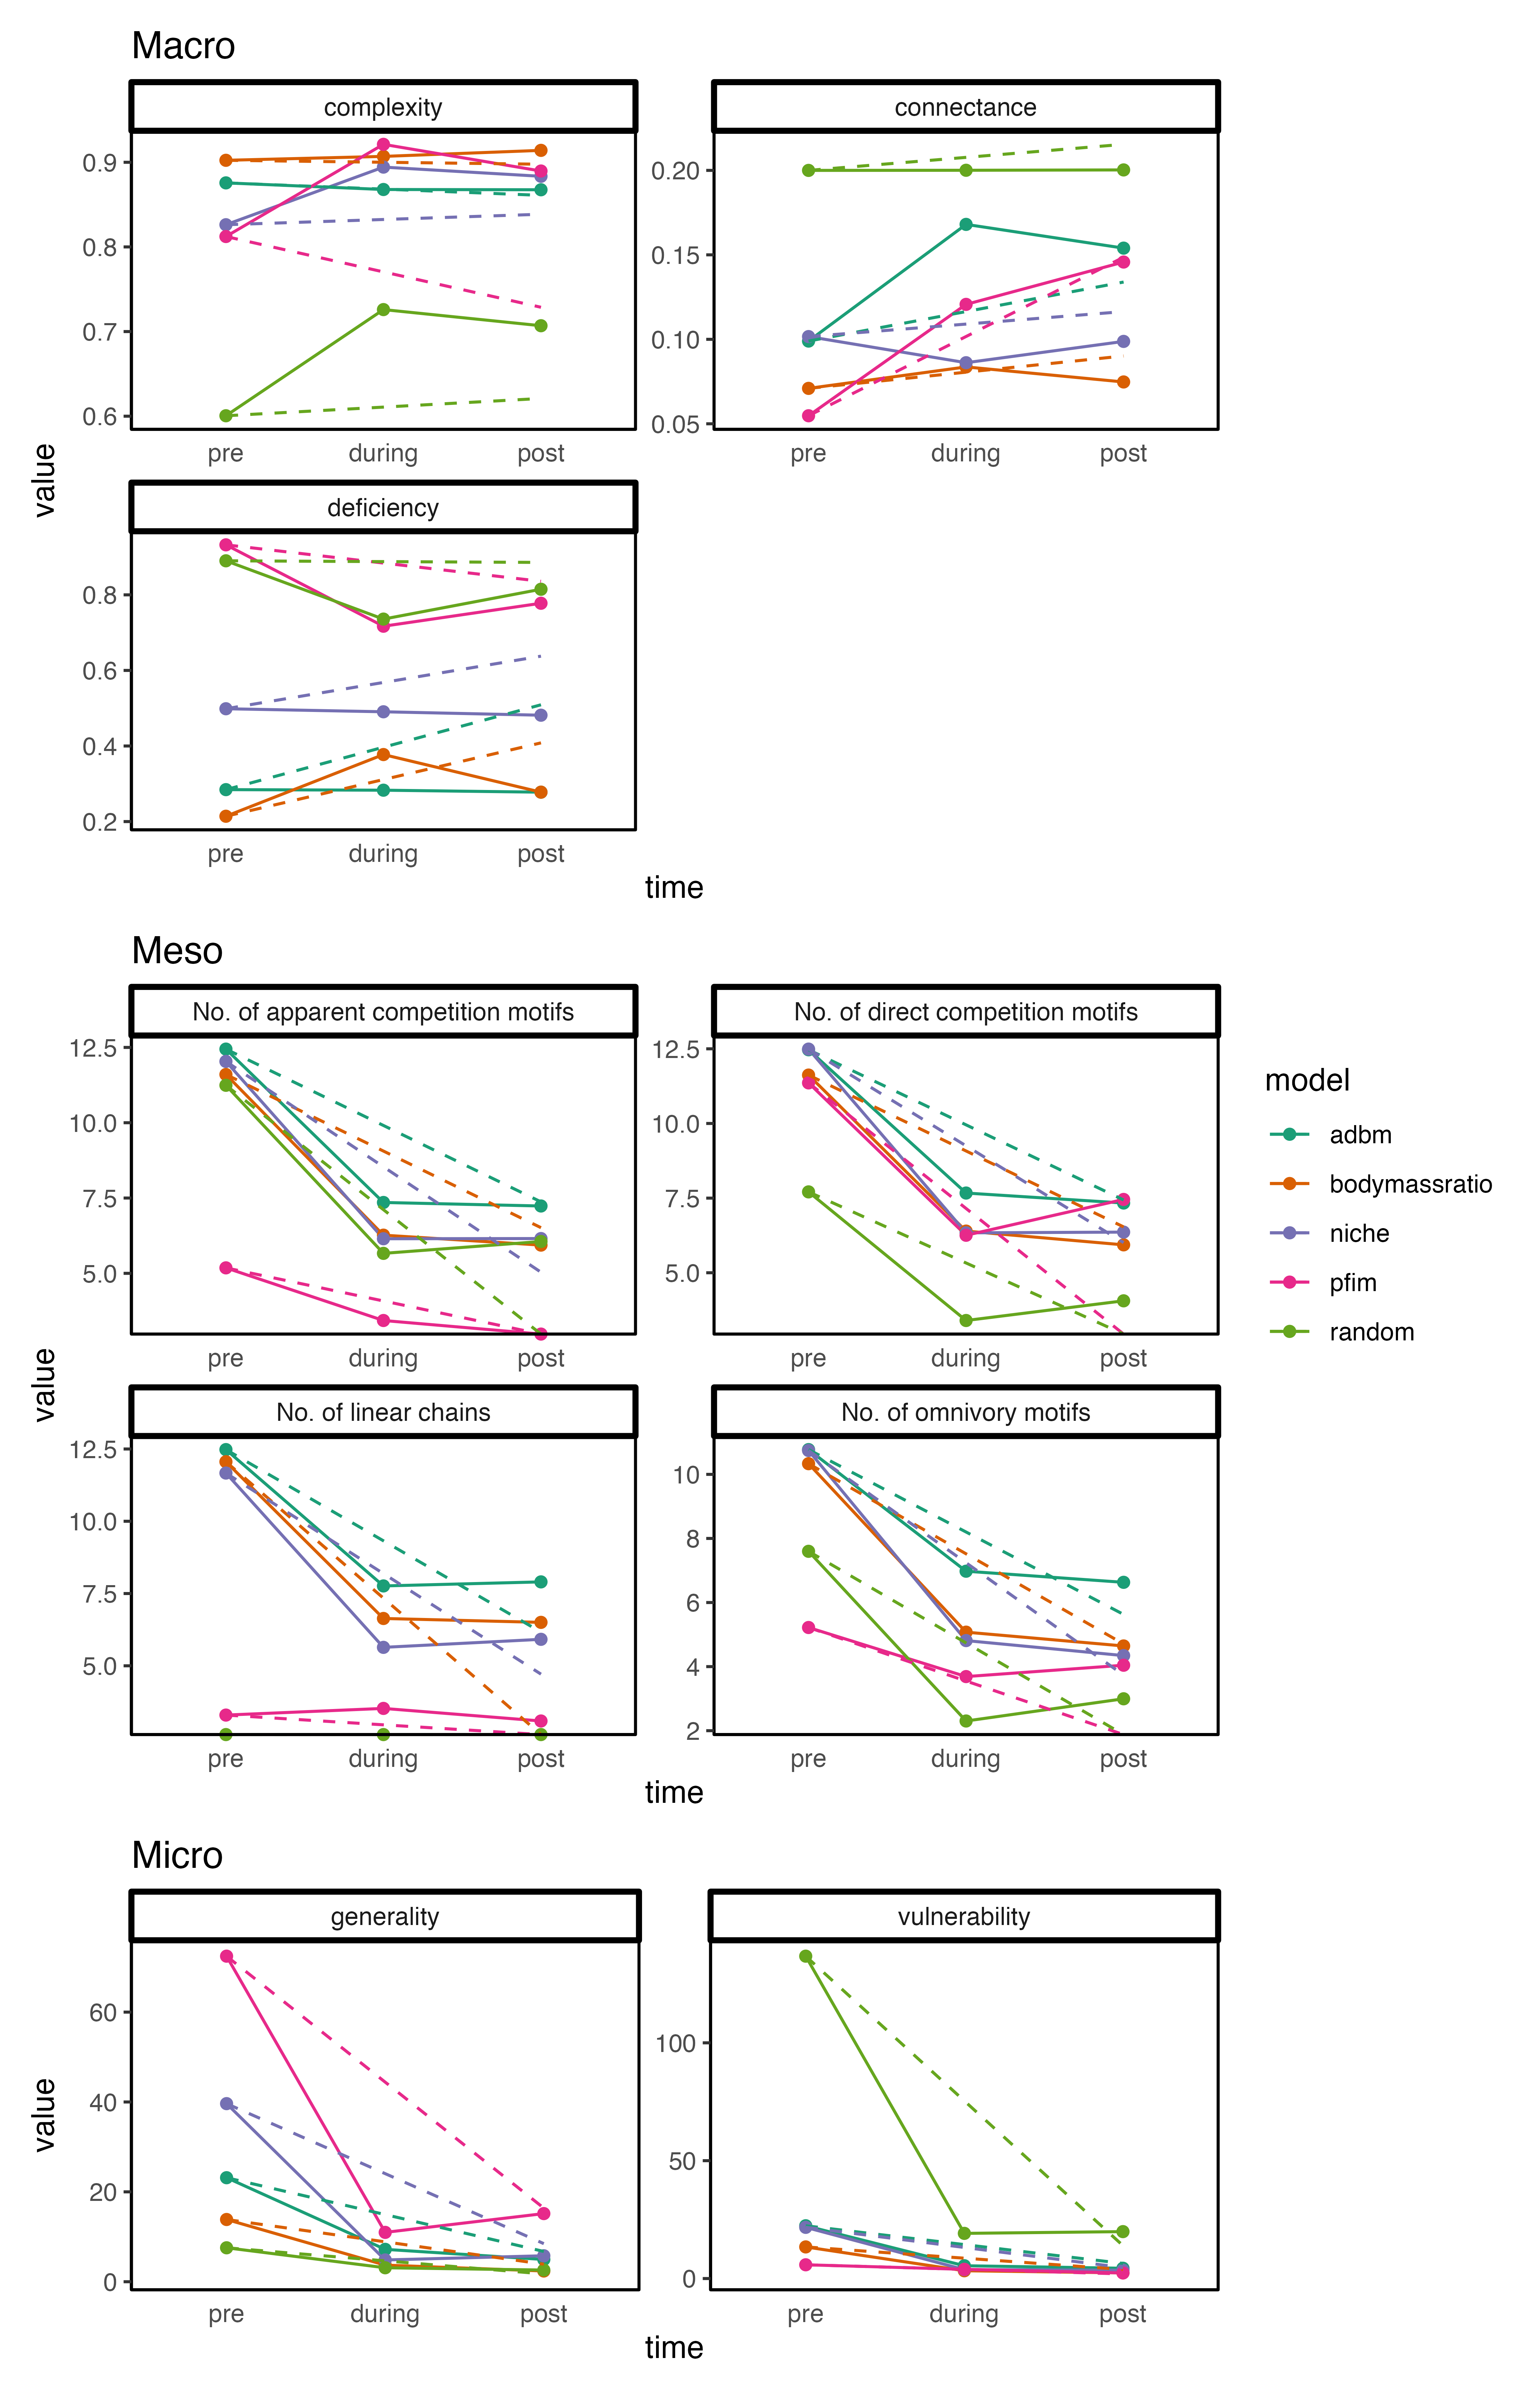 Macro
complexity
connectance
0.9
0.8
0.7
0.6
0.20
0.15
0.10
0.05
pre during post
pre during post
deficiency
0.8
0.6
0.4
0.2
pre during post
value
time
Meso
No. of apparent competition motifs
No. of direct competition motifs
12.5
10.0
7.5
5.0
12.5
10.0
7.5
5.0
pre during post
pre during post
No. of linear chains
No. of omnivory motifs
12.5
10.0
7.5
5.0
10
8
6
4
2
pre during post
pre during post
value
time
model
adbm
bodymassratio
niche
pfim
random
Micro
generality
vulnerability
60
40
20
0
100
50
0
pre during post
pre during post
value
time